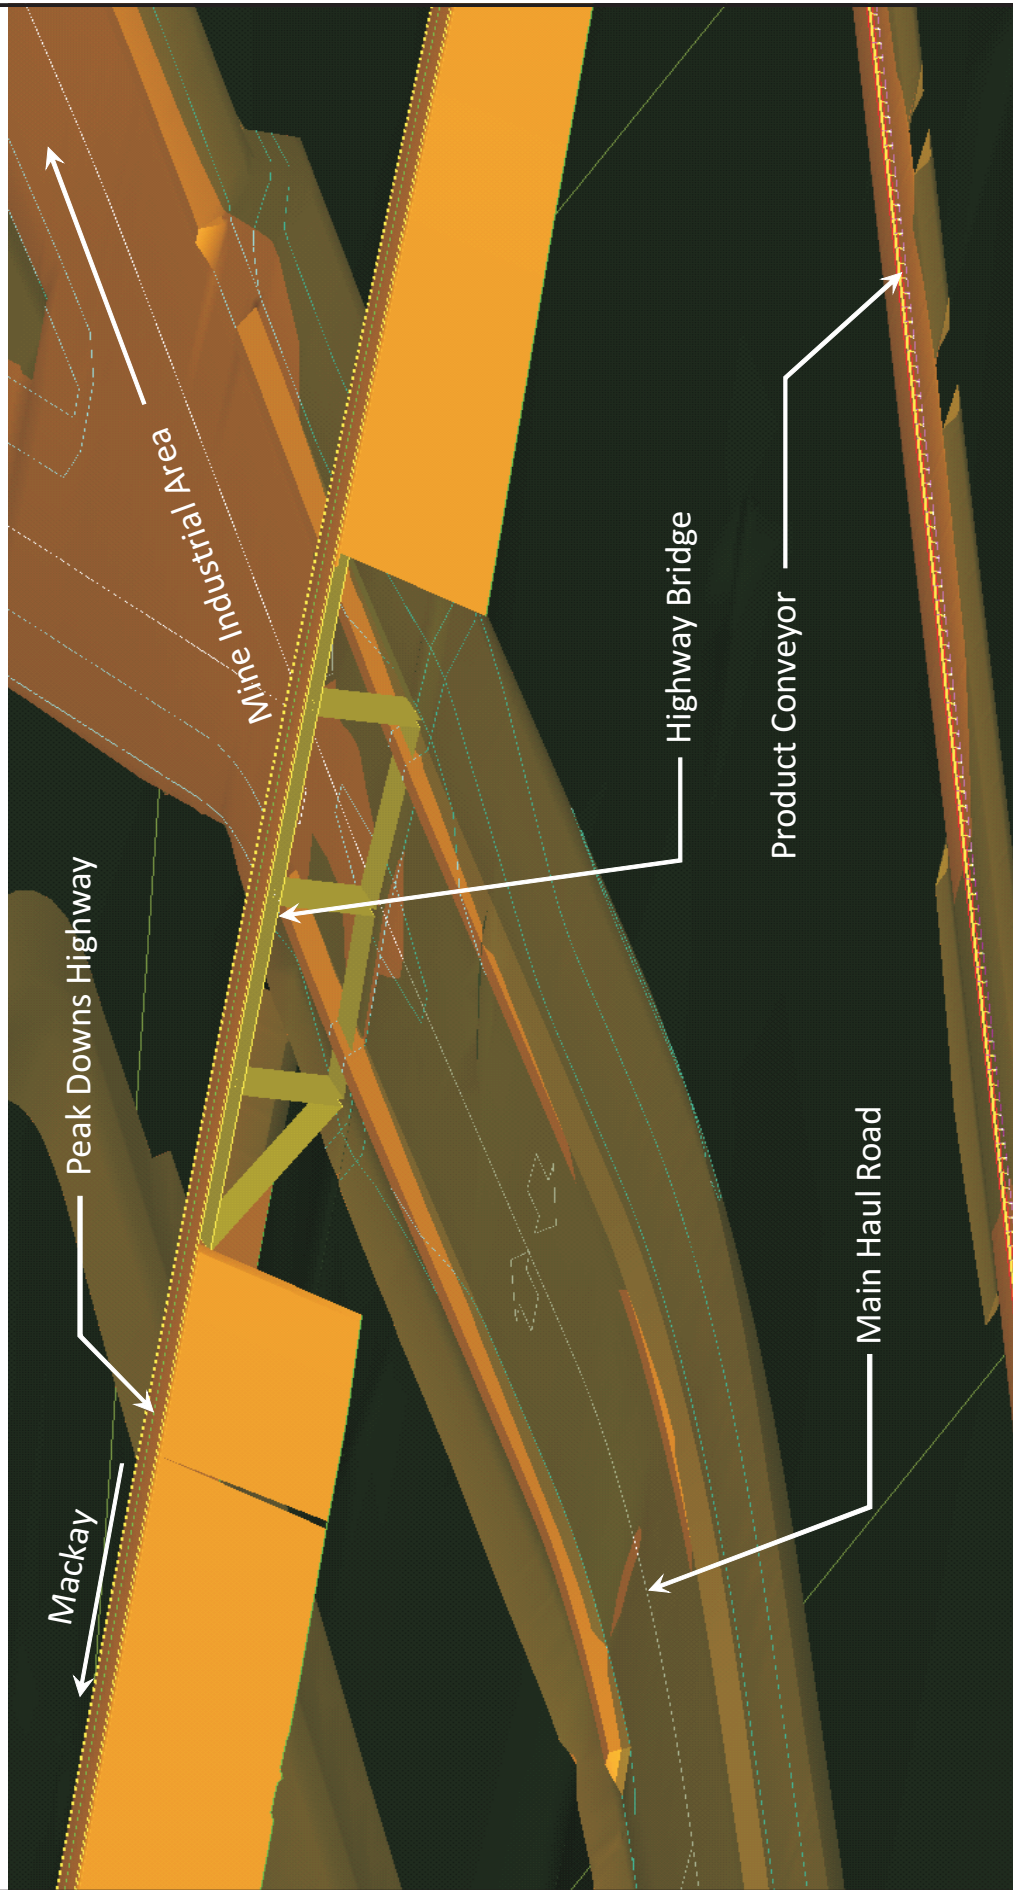 Mackay
Peak Downs Highway
Mine Industrial Area
Highway Bridge
Product Conveyor
Main Haul Road